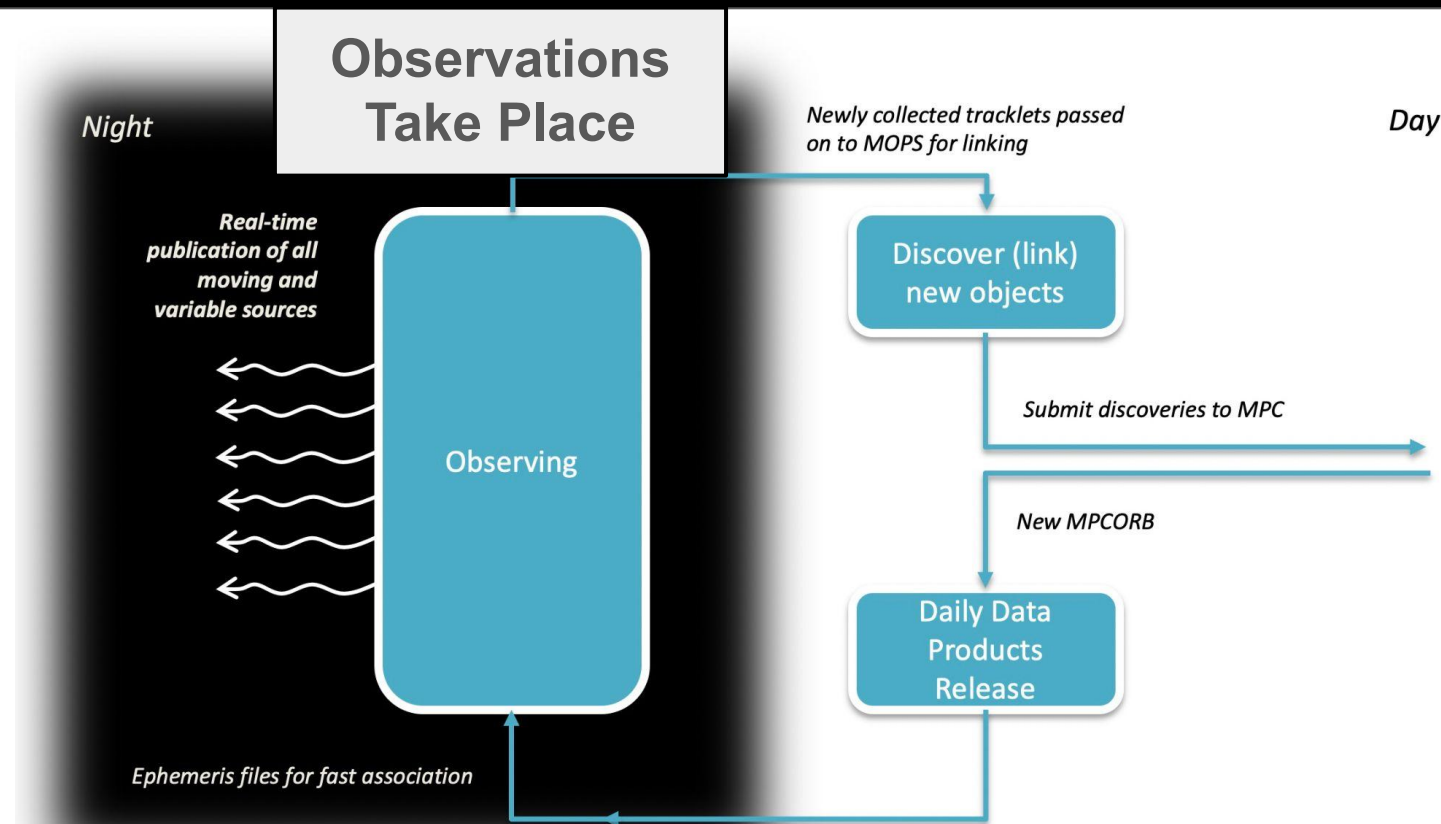 Observations
Take Place
Night
Newly collected tracklets passed
on to MOPS for linking
Day
Real-time
publication of all
moving and
variable sources
Discover (link)
new objects
Observing
Submit discoveries to MPC
New MPCORB
Daily Data
Products
Release
Ephemeris files for fast association